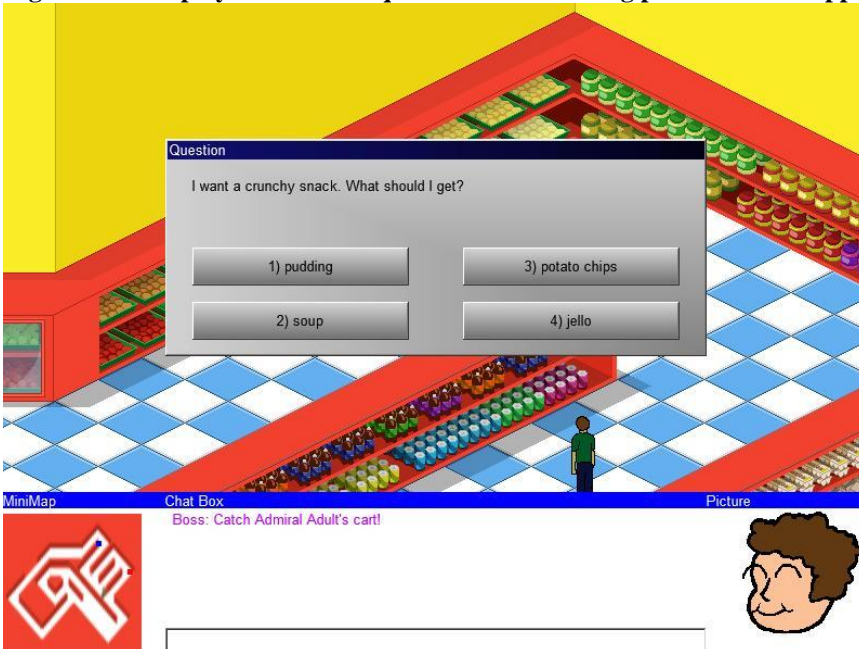 Question
I want a crunchy snack. What should I get?
1) pudding
3) potato chips
2) soup
4) jello
MiniMap
Chat Box
Picture
Boss: Catch Admiral Adult's cart!